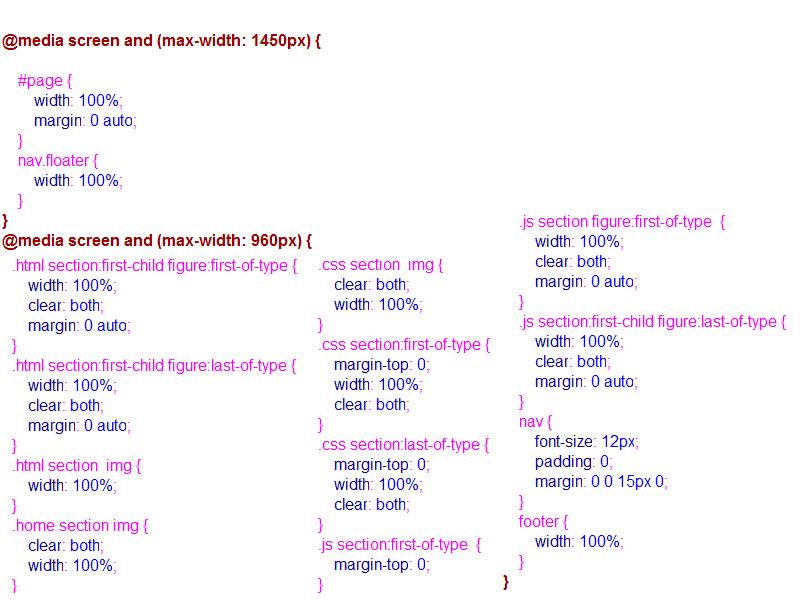 @media screen and (max-width: 1450px) {
#page {
width: 100%;
margin: 0 auto;
}
nav.floater {
width: 100%;
}
}
@media screen and (max-width: 960px) {
.html section:first-child figure:first-of-type {
width: 100%;
clear: both;
margin: 0 auto;
}
.html section:first-child figure:last-of-type {
width: 100%;
clear: both;
margin: 0 auto;
}
.html section img {
width: 100%;
}
.home section img {
clear: both;
width: 100%;
}
.css section img {
clear: both;
width: 100%;
}
.css section:first-of-type {
margin-top: 0;
width: 100%;
clear: both;
}
.css section:last-of-type {
margin-top: 0;
width: 100%;
clear: both;
}
.js section:first-of-type {
margin-top: 0;
}
.js section figure:first-of-type {
width: 100%;
clear: both;
margin: 0 auto;
}
.js section:first-child figure:last-of-type {
width: 100%;
clear: both;
margin: 0 auto;
}
nav {
font-size: 12px;
padding: 0;
margin: 0 0 15px 0;
}
footer {
width: 100%;
}
}